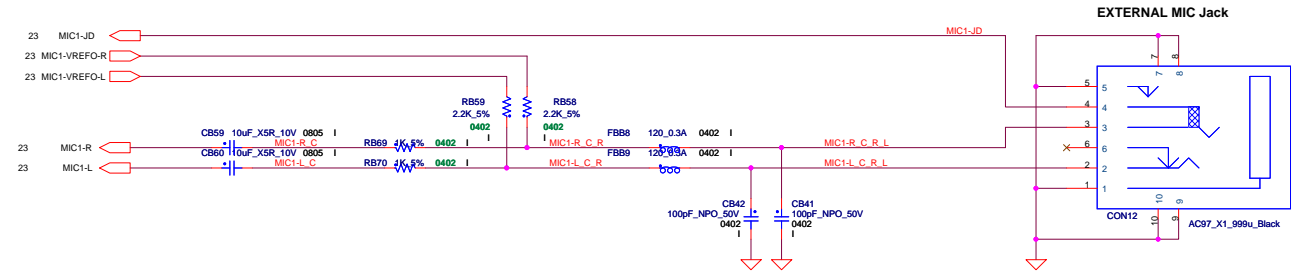 EXTERNAL MIC Jack
23 MIC1-JD
MIC1-JD
23 MIC1-VREFO-R
23 MIC1-VREFO-L
7
8
7
8
RB59
2.2K_5%
0402
I
RB58
2.2K_5%
0402
I
5
5
4
4
3
3
6
6
2
2
1
1
CB59 10uF_X5R_10V 0805 I
23 MIC1-R
MIC1-R_C
RB69 1K_5% 0402 I
MIC1-R_C_R
FBB8 120_0.3A 0402 I
MIC1-R_C_R_L
CB60 10uF_X5R_10V 0805 I
23 MIC1-L
MIC1-L_C
RB70 1K_5% 0402 I
MIC1-L_C_R
FBB9 120_0.3A 0402 I
MIC1-L_C_R_L
CB42
100pF_NPO_50V
0402
I
CB41
100pF_NPO_50V
0402
I
10
9
CON12
10
9
AC97_X1_999u_Black